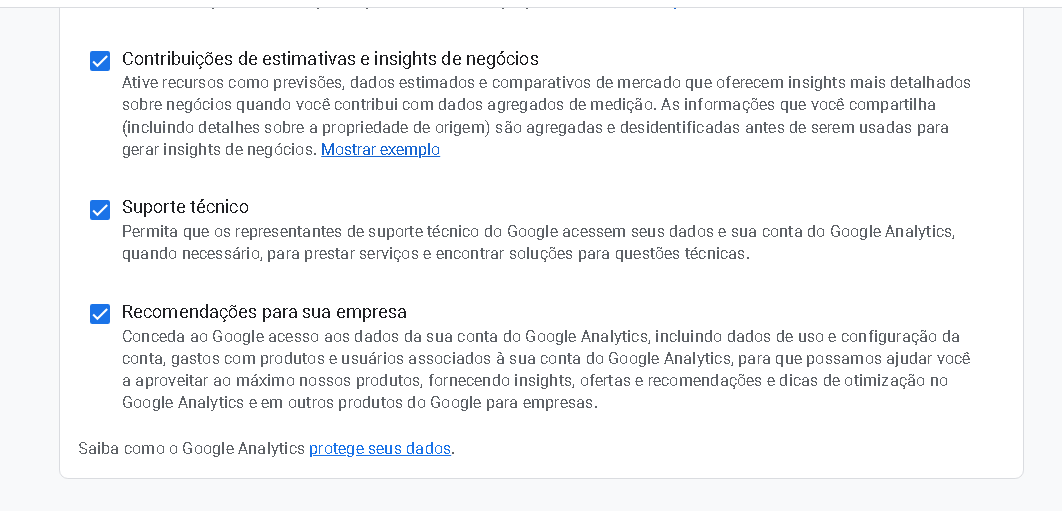 Contribuições de estimativas e insights de negócios
Ative recursos como previsões, dados estimados e comparativos de mercado que oferecem insights mais detalhados
sobre negócios quando você contribui com dados agregados de medição. As informações que você compartilha
(incluindo detalhes sobre a propriedade de origem) são agregadas e desidentificadas antes de serem usadas para
gerar insights de negócios. Mostrar exemplo
Suporte técnico
Permita que os representantes de suporte técnico do Google acessem seus dados e sua conta do Google Analytics,
quando necessário, para prestar serviços e encontrar soluções para questões técnicas.
Recomendações para sua empresa
Conceda ao Google acesso aos dados da sua conta do Google Analytics, incluindo dados de uso e configuração da
conta, gastos com produtos e usuários associados à sua conta do Google Analytics, para que possamos ajudar você
a aproveitar ao máximo nossos produtos, fornecendo insights, ofertas e recomendações e dicas de otimização no
Google Analytics e em outros produtos do Google para empresas.
Saiba como o Google Analytics protege seus dados.